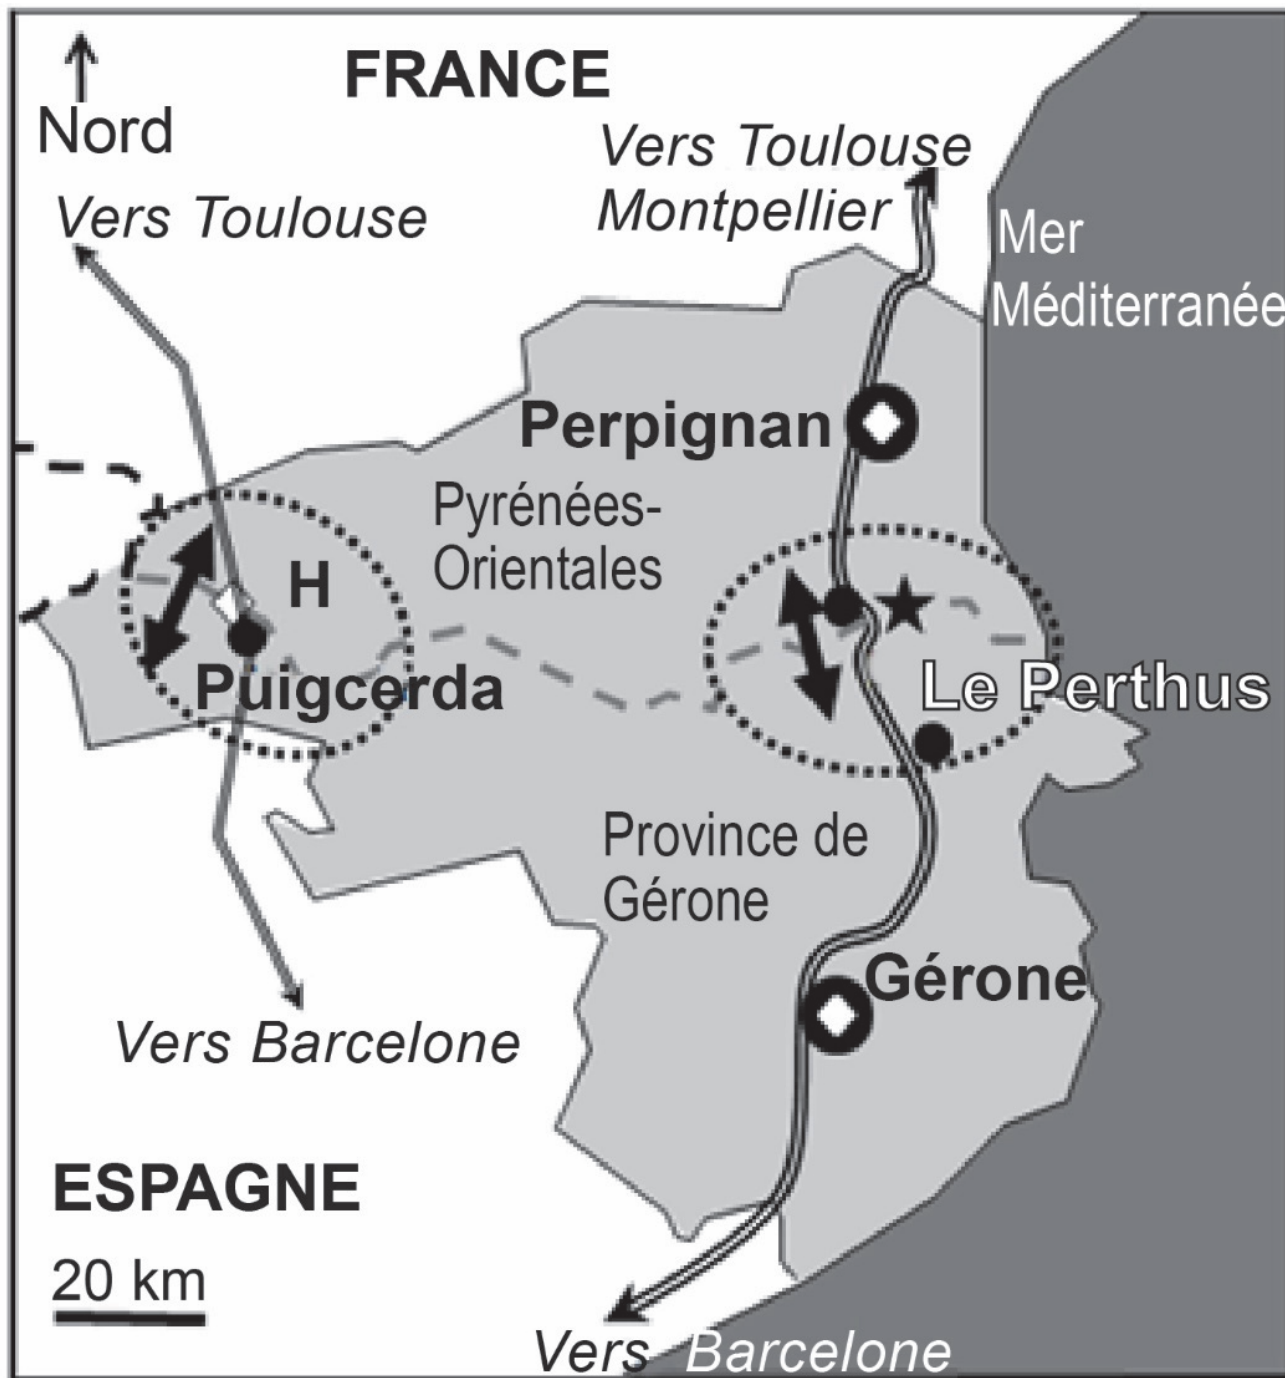 FRANCE
Nord
Vers Toulouse
Montpellier
Vers Toulouse
Mer
Méditerranée
Perpignan
Pyrénées-
Orientales
H
Puigcerda
Le Perthus
Province de
Gérone
Gérone
Vers Barcelone
ESPAGNE
20 km
Vers Barcelone